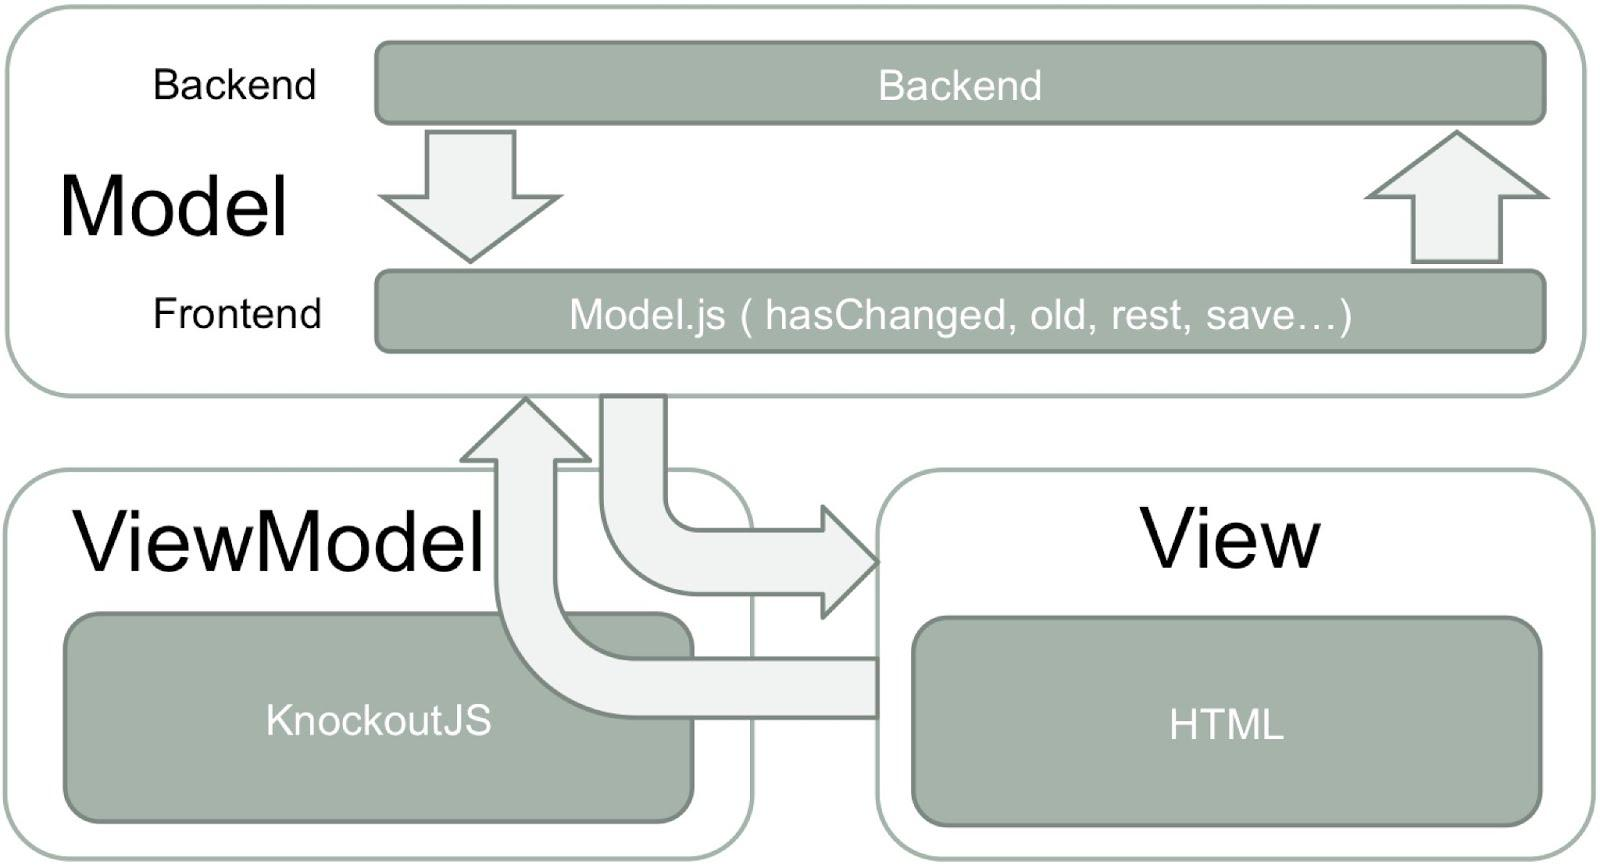 Backend
Backend
Model
Frontend
Model.js ( hasChanged, old, rest, save…)
ViewModel
View
KnockoutJS
HTML